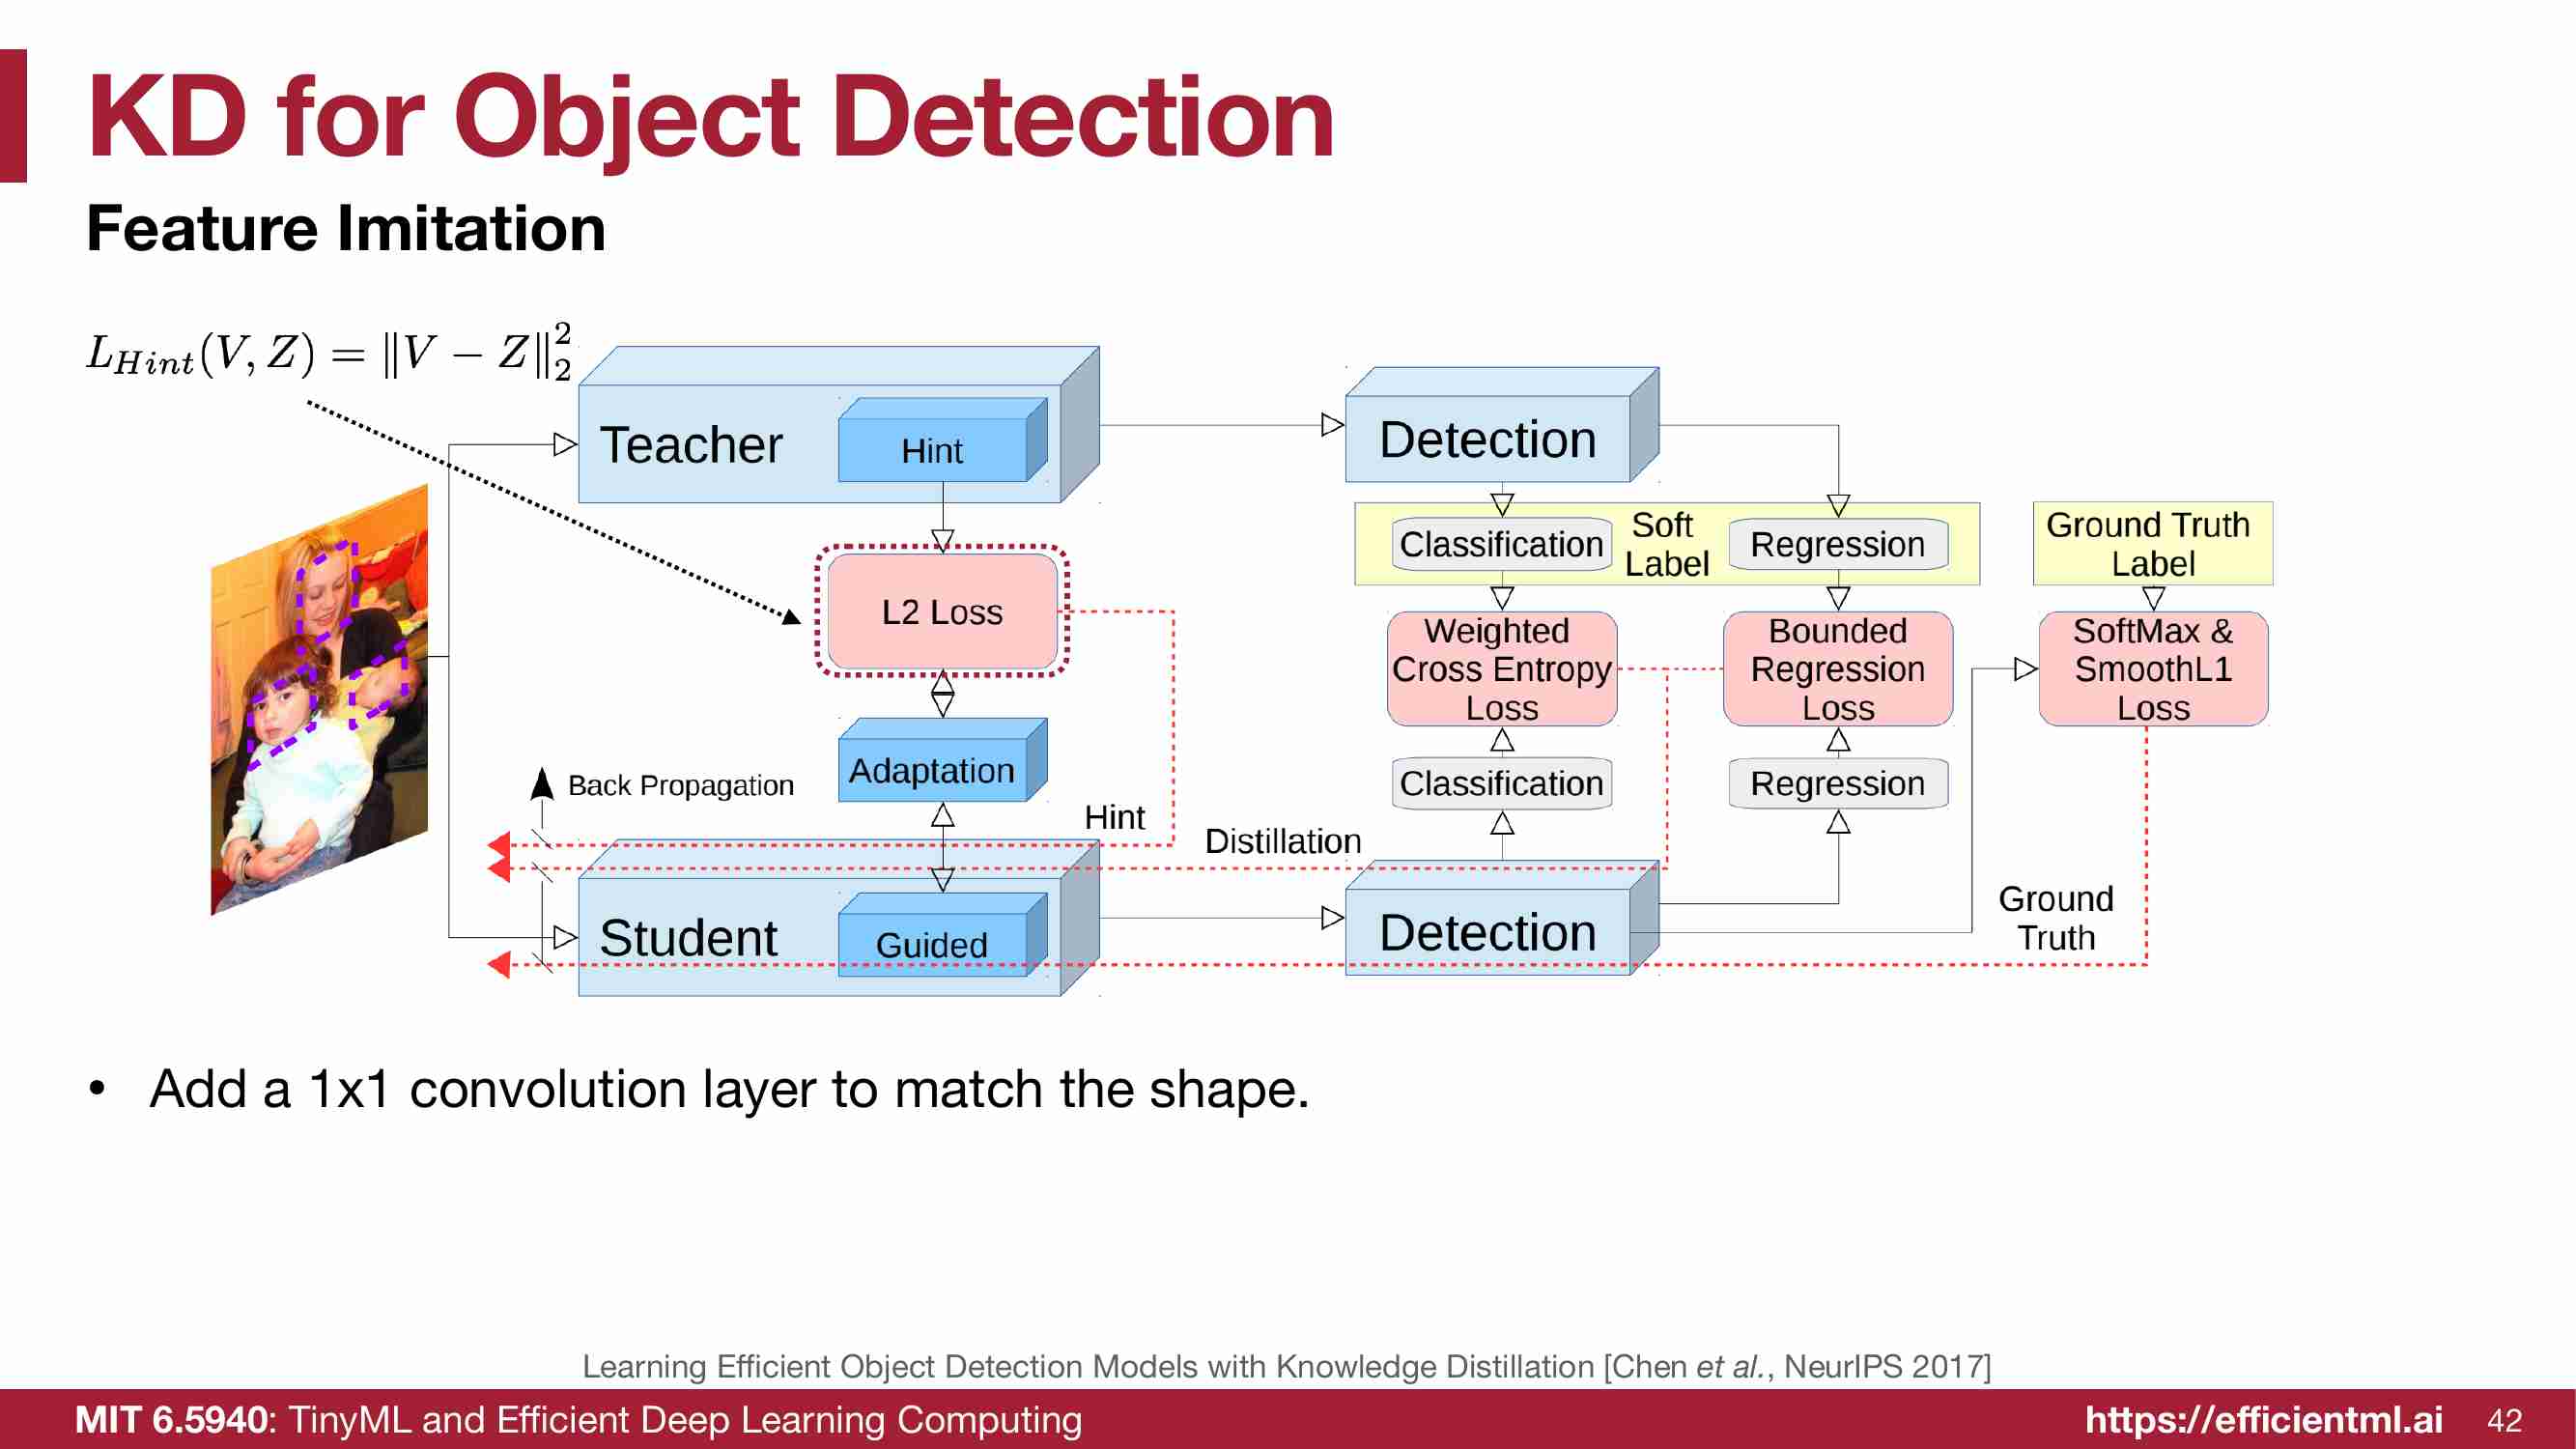 KD for Object Detection
Feature Imitation
L_{Hint}(V, Z) = ‖V − Z‖_2^2
Teacher
Hint
Detection
Classification
Soft
Label
Regression
Ground Truth
Label
L2 Loss
Weighted
Cross Entropy
Loss
Bounded
Regression
Loss
SoftMax &
SmoothL1
Loss
Back Propagation
Adaptation
Classification
Regression
Hint
Distillation
Student
Guided
Detection
Ground
Truth
• Add a 1x1 convolution layer to match the shape.
Learning Efficient Object Detection Models with Knowledge Distillation [Chen et al., NeurIPS 2017]
MIT 6.5940: TinyML and Efficient Deep Learning Computing
https://efficientml.ai
42